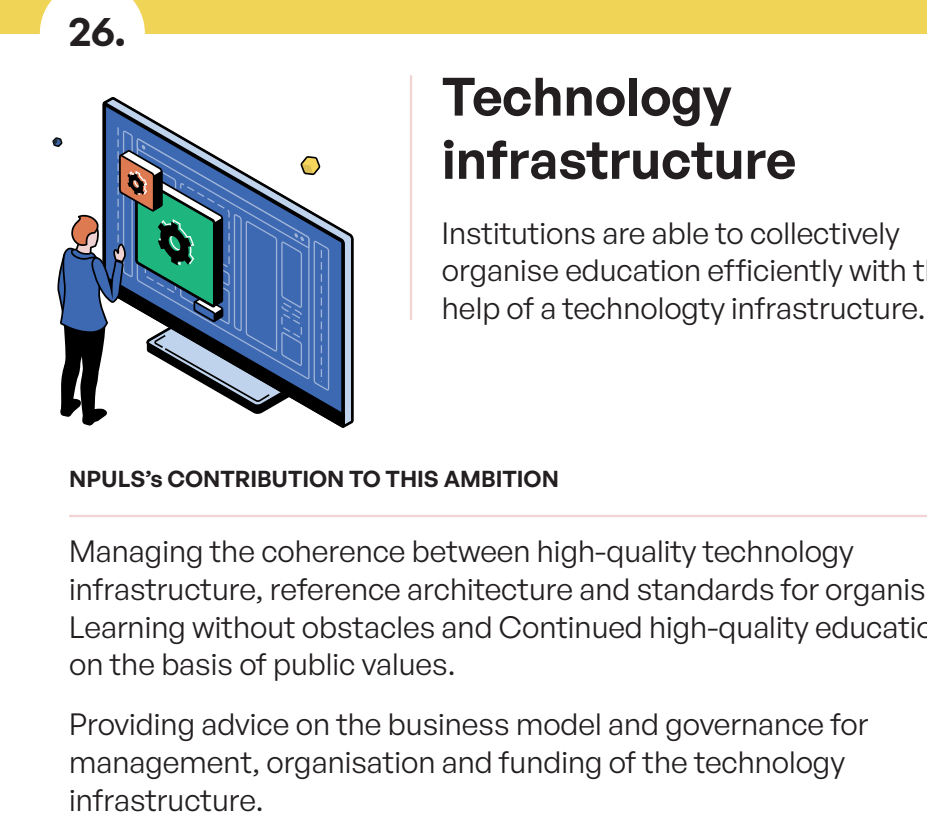 26.
Technology
infrastructure
Institutions are able to collectively
organise education efficiently with th
help of a technologty infrastructure.
NPULS’s CONTRIBUTION TO THIS AMBITION
Managing the coherence between high-quality technology
infrastructure, reference architecture and standards for organis
Learning without obstacles and Continued high-quality educatio
on the basis of public values.
Providing advice on the business model and governance for
management, organisation and funding of the technology
infrastructure.